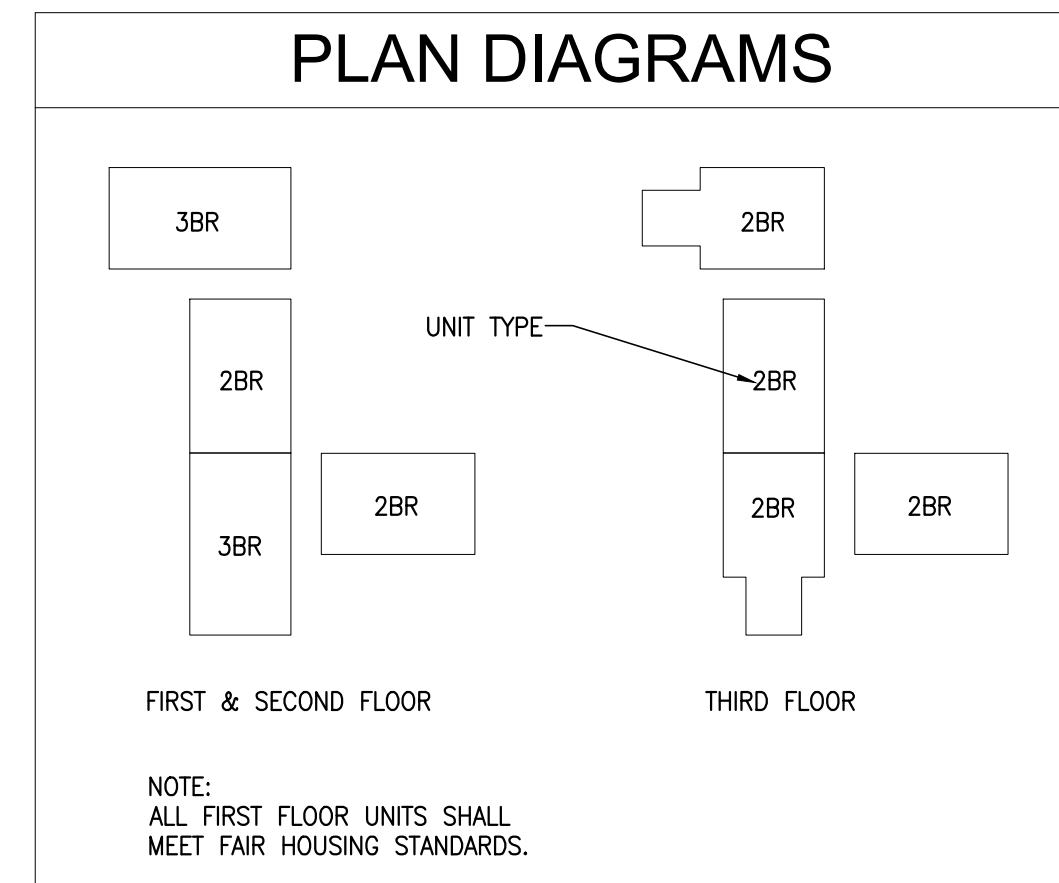 PLAN DIAGRAMS
3BR
2BR
3BR
2BR
FIRST & SECOND FLOOR
2BR
UNIT TYPE
2BR
2BR
2BR
THIRD FLOOR
NOTE:
ALL FIRST FLOOR UNITS SHALL
MEET FAIR HOUSING STANDARDS.